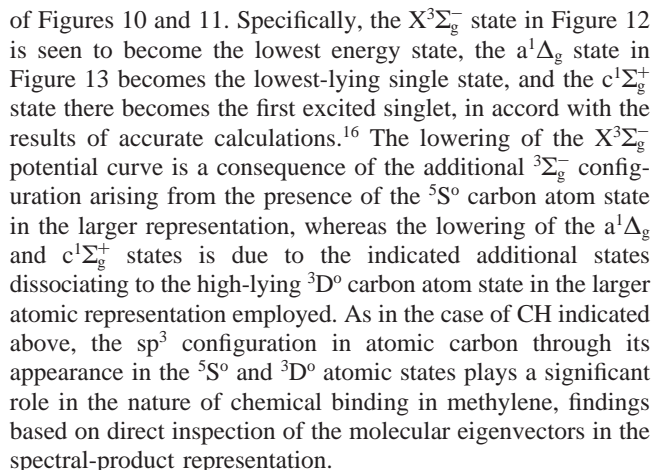 of Figures 10 and 11. Specifically, the X³Σg⁻ state in Figure 12
is seen to become the lowest energy state, the a¹Δg state in
Figure 13 becomes the lowest-lying single state, and the c¹Σg⁺
state there becomes the first excited singlet, in accord with the
results of accurate calculations.¹⁶ The lowering of the X³Σg⁻
potential curve is a consequence of the additional ³Σg⁻ config-
uration arising from the presence of the ⁵Sᵒ carbon atom state
in the larger representation, whereas the lowering of the a¹Δg
and c¹Σg⁺ states is due to the indicated additional states
dissociating to the high-lying ³Dᵒ carbon atom state in the larger
atomic representation employed. As in the case of CH indicated
above, the sp³ configuration in atomic carbon through its
appearance in the ⁵Sᵒ and ³Dᵒ atomic states plays a significant
role in the nature of chemical binding in methylene, findings
based on direct inspection of the molecular eigenvectors in the
spectral-product representation.